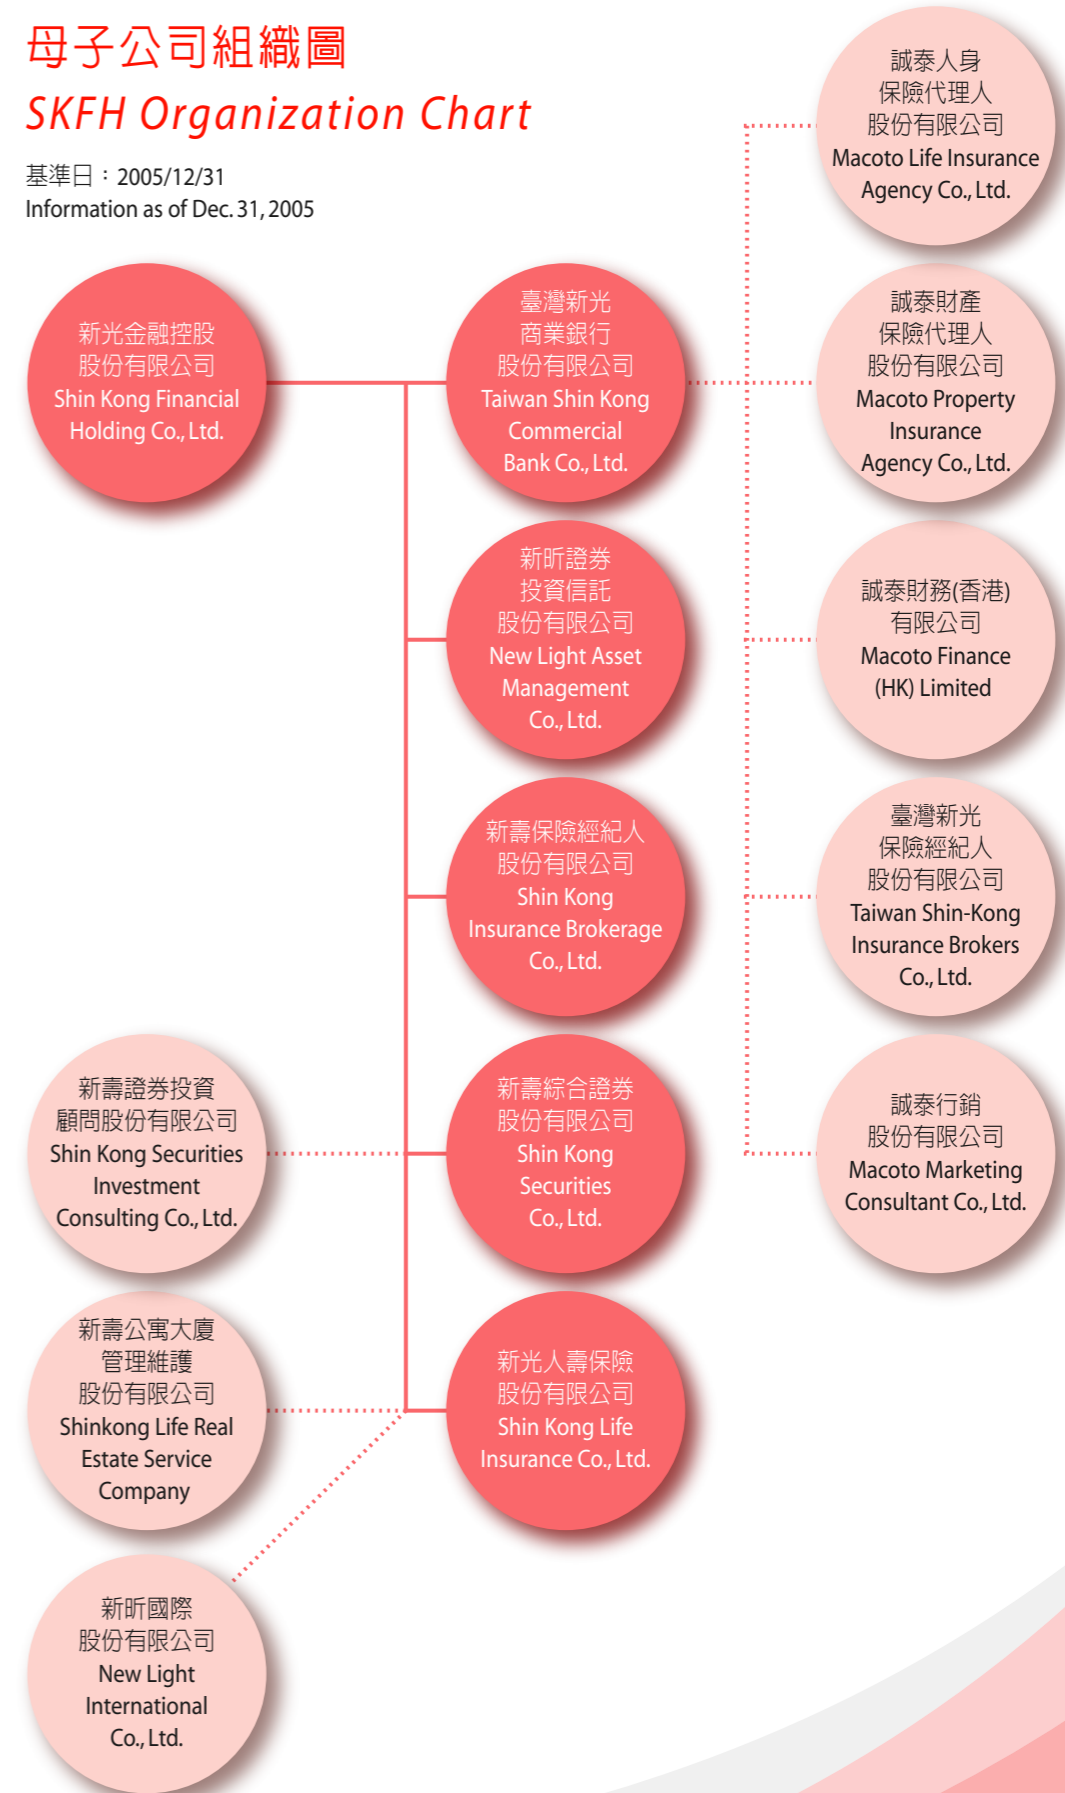 母子公司組織圖
SKFH Organization Chart
基準日：2005/12/31
Information as of Dec. 31, 2005
新光金融控股
股份有限公司
Shin Kong Financial
Holding Co., Ltd.
臺灣新光
商業銀行
股份有限公司
Taiwan Shin Kong
Commercial
Bank Co., Ltd.
新昕證券
投資信託
股份有限公司
New Light Asset
Management
Co., Ltd.
新壽保險經紀人
股份有限公司
Shin Kong
Insurance Brokerage
Co., Ltd.
新壽綜合證券
股份有限公司
Shin Kong
Securities
Co., Ltd.
新光人壽保險
股份有限公司
Shin Kong Life
Insurance Co., Ltd.
誠泰人身
保險代理人
股份有限公司
Macoto Life Insurance
Agency Co., Ltd.
誠泰財產
保險代理人
股份有限公司
Macoto Property
Insurance
Agency Co., Ltd.
誠泰財務(香港)
有限公司
Macoto Finance
(HK) Limited
臺灣新光
保險經紀人
股份有限公司
Taiwan Shin-Kong
Insurance Brokers
Co., Ltd.
誠泰行銷
股份有限公司
Macoto Marketing
Consultant Co., Ltd.
新壽證券投資
顧問股份有限公司
Shin Kong Securities
Investment
Consulting Co., Ltd.
新壽公寓大廈
管理維護
股份有限公司
Shinkong Life Real
Estate Service
Company
新昕國際
股份有限公司
New Light
International
Co., Ltd.